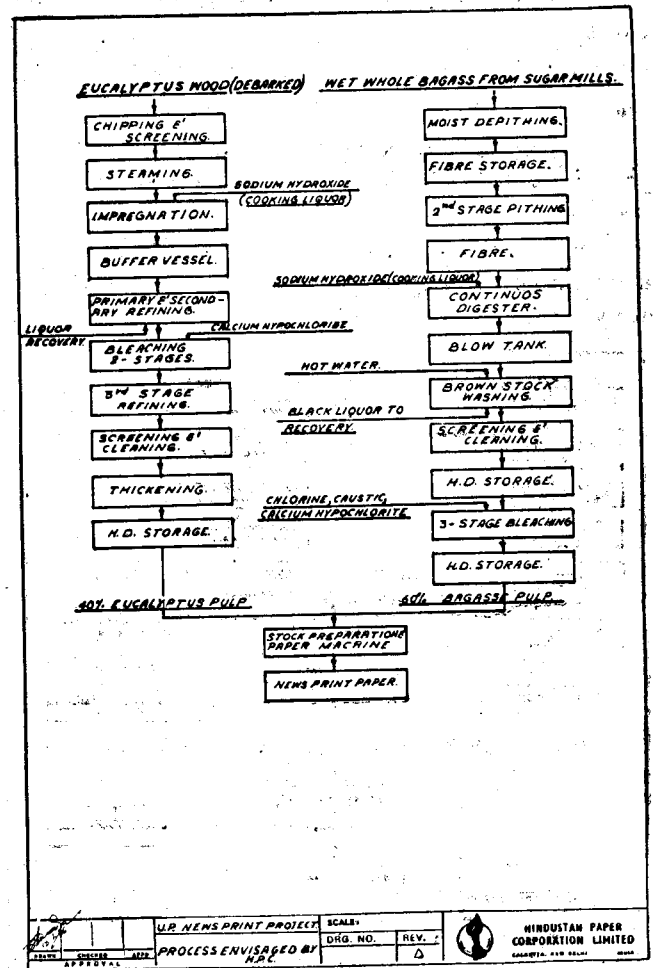 EUCALYPTUS WOOD (DEBARKED)
CHIPPING &
SCREENING.
STEAMING.
SODIUM HYDROXIDE
(COOKING LIQUOR)
IMPREGNATION.
BUFFER VESSEL.
PRIMARY & SECOND-
ARY REFINING.
LIQUOR
RECOVERY
CALCIUM HYPOCHLORIBE
BLEACHING
2-STAGES.
3rd STAGE
REFINING.
SCREENING &
CLEANING.
THICKENING.
H.D. STORAGE.
40% EUCALYPTUS PULP
WET WHOLE BAGASS FROM SUGAR MILLS.
MOIST DEPITHING.
FIBRE STORAGE.
2nd STAGE PITHING
FIBRE.
SODIUM HYDROXIDE (COOKING LIQUOR)
CONTINUOS
DIGESTER.
BLOW TANK.
HOT WATER.
BROWN STOCK
WASHING.
BLACK LIQUOR TO
RECOVERY.
SCREENING &
CLEANING.
H.D. STORAGE.
CHLORINE, CAUSTIC,
CALCIUM HYPOCHLORITE
3-STAGE BLEACHING
H.D. STORAGE.
60% BAGASSE PULP
STOCK PREPARATION &
PAPER MACHINE
NEWS PRINT PAPER.
DRAWN CHECKED APPD
APPROVAL
U.P. NEWS PRINT PROJECT.
PROCESS ENVISAGED BY
H.P.C.
SCALE:
DRG. NO. REV.
HINDUSTAN PAPER
CORPORATION LIMITED